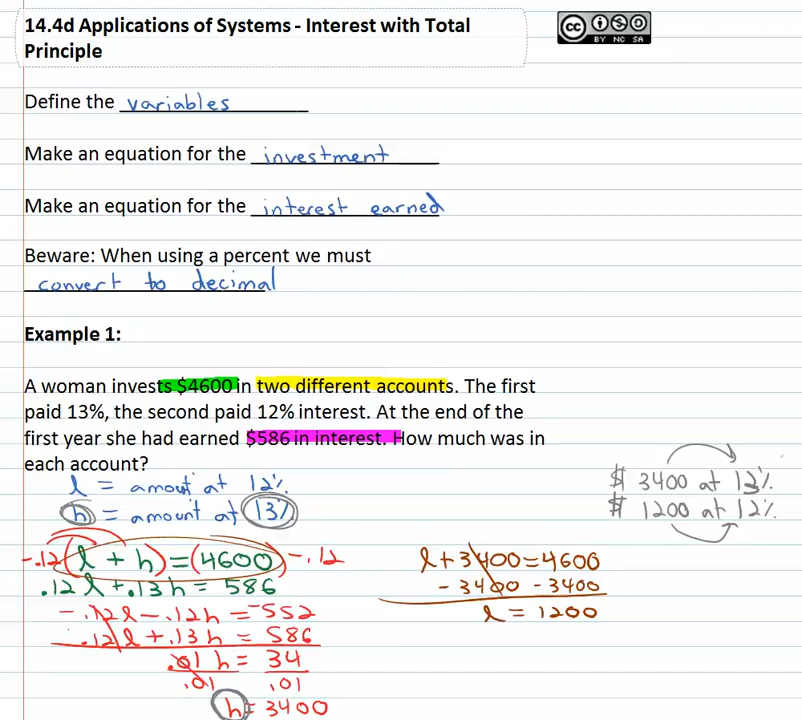 14.4d Applications of Systems - Interest with Total
Principle
cc BY NC SA
Define the variables
Make an equation for the investment
Make an equation for the interest earned
Beware: When using a percent we must
convert to decimal
Example 1:
A woman invests $4600 in two different accounts. The first
paid 13%, the second paid 12% interest. At the end of the
first year she had earned $586 in interest. How much was in
each account?
l = amout at 12%
h = amount at 13%
$ 3400 at 13%
$ 1200 at 12%
-.12(l + h) = (4600) -.12
.12l + .13h = 586
-.12l - .12h = -552
.12l + .13h = 586
.01h = 34
.01 .01
h = 3400
l + 3400 = 4600
- 3400 - 3400
l = 1200